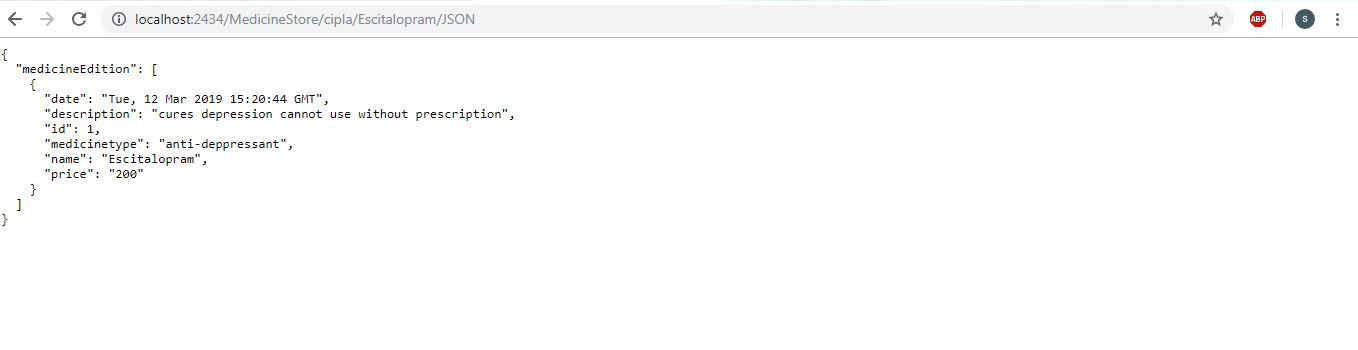 localhost:2434/MedicineStore/cipla/Escitalopram/JSON
ABP
S
{
  "medicineEdition": [
    {
      "date": "Tue, 12 Mar 2019 15:20:44 GMT",
      "description": "cures depression cannot use without prescription",
      "id": 1,
      "medicinetype": "anti-deppressant",
      "name": "Escitalopram",
      "price": "200"
    }
  ]
}